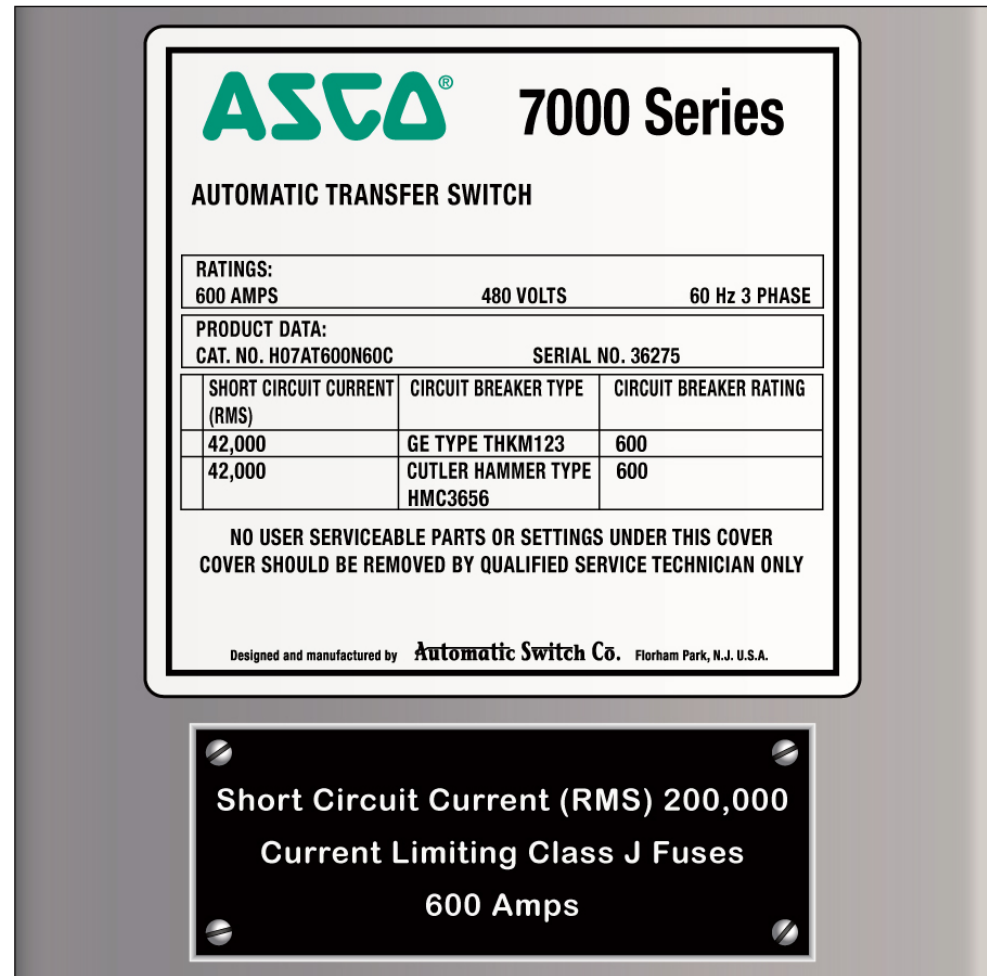 ASCO® 7000 Series
AUTOMATIC TRANSFER SWITCH
RATINGS:
600 AMPS 480 VOLTS 60 Hz 3 PHASE
PRODUCT DATA:
CAT. NO. H07AT600N60C SERIAL NO. 36275
SHORT CIRCUIT CURRENT CIRCUIT BREAKER TYPE CIRCUIT BREAKER RATING
(RMS)
42,000 GE TYPE THKM123 600
42,000 CUTLER HAMMER TYPE 600
HMC3656
NO USER SERVICEABLE PARTS OR SETTINGS UNDER THIS COVER
COVER SHOULD BE REMOVED BY QUALIFIED SERVICE TECHNICIAN ONLY
Designed and manufactured by Automatic Switch Co. Florham Park, N.J. U.S.A.
Short Circuit Current (RMS) 200,000
Current Limiting Class J Fuses
600 Amps